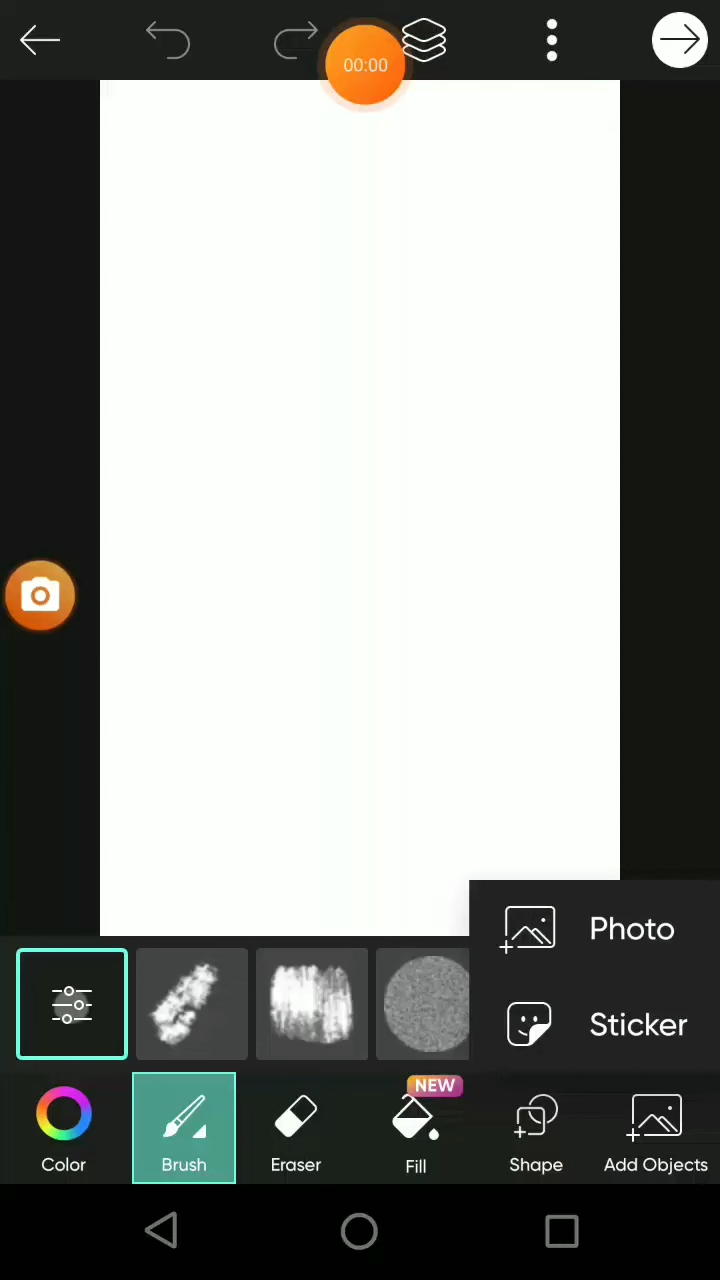 00:00
Photo
Sticker
NEW
Color
Brush
Eraser
Fill
Shape
Add Objects